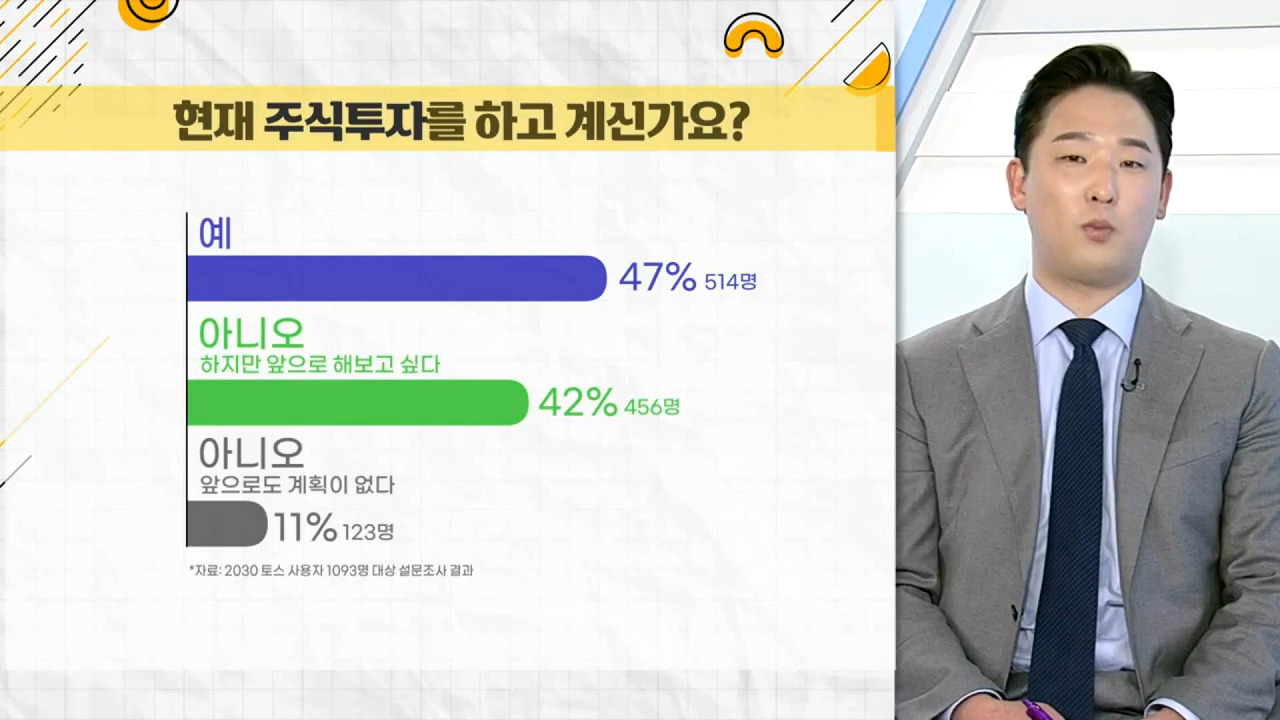 현재 주식투자를 하고 계신가요?
예
47% 514명
아니오
하지만 앞으로 해보고 싶다
42% 456명
아니오
앞으로도 계획이 없다
11% 123명
*자료: 2030 토스 사용자 1093명 대상 설문조사 결과